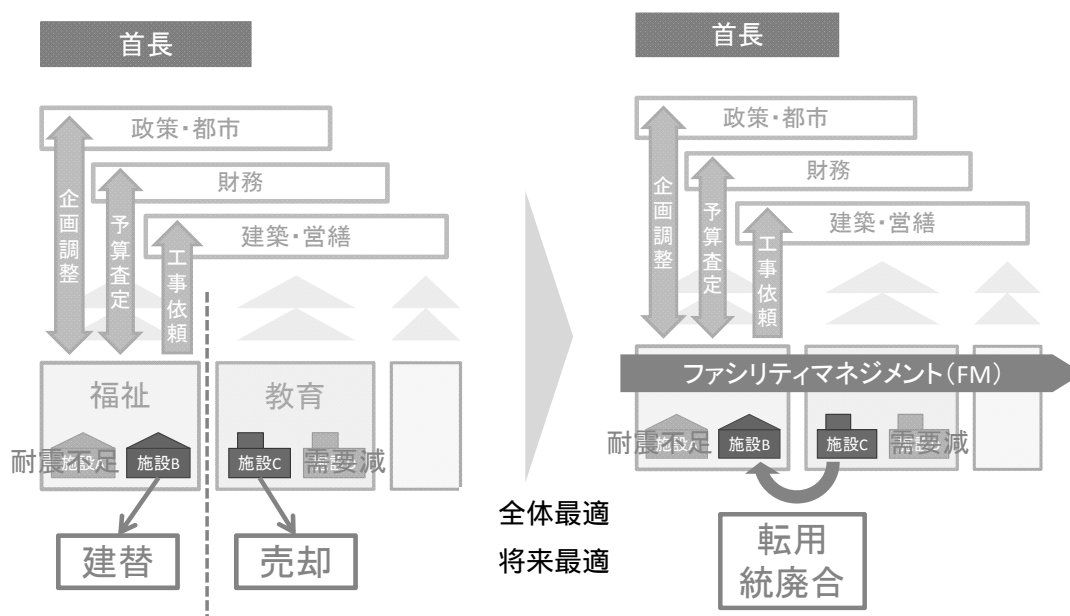 首長
政策・都市
財務
建築・営繕
企画調整
予算査定
工事依頼
福祉
教育
耐震不足
施設B
施設C
需要減
建替
売却
全体最適
将来最適
首長
政策・都市
財務
建築・営繕
企画調整
予算査定
工事依頼
ファシリティマネジメント(FM)
耐震不足
施設B
施設C
需要減
転用
統廃合